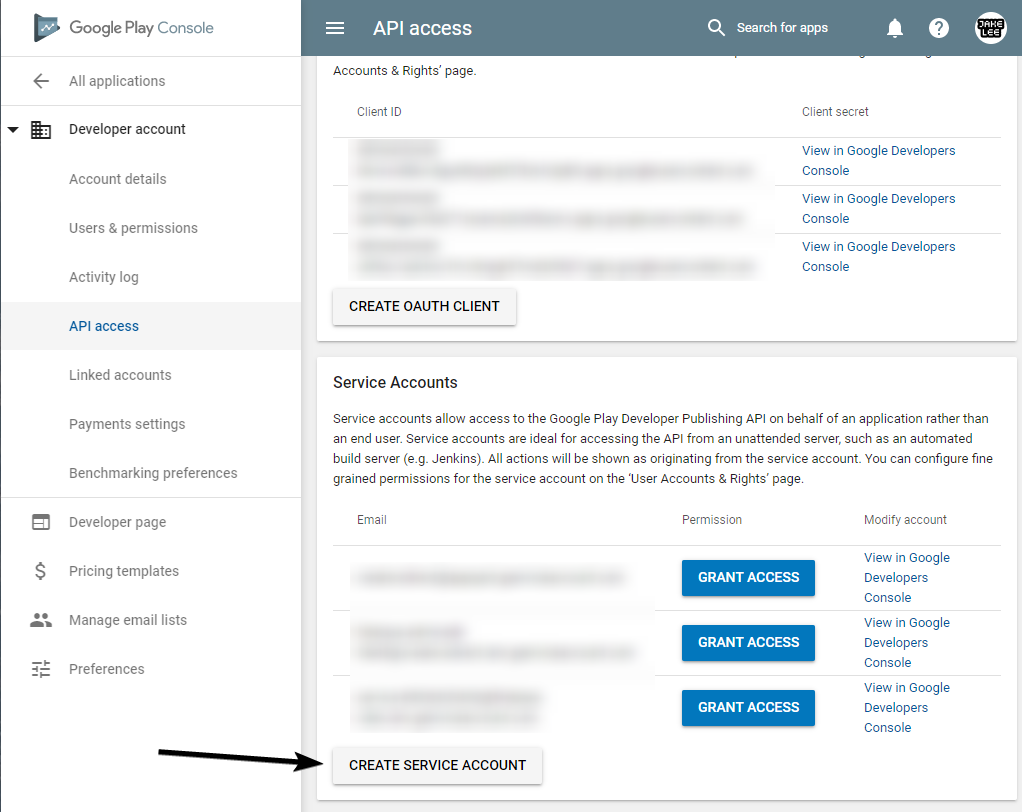 Google Play Console
API access
Search for apps
JAKE
LEE
All applications
Developer account
Account details
Users & permissions
Activity log
API access
Linked accounts
Payments settings
Benchmarking preferences
Developer page
Pricing templates
Manage email lists
Preferences
Accounts & Rights’ page.
Client ID
Client secret
View in Google Developers
Console
View in Google Developers
Console
View in Google Developers
Console
CREATE OAUTH CLIENT
Service Accounts
Service accounts allow access to the Google Play Developer Publishing API on behalf of an application rather than
an end user. Service accounts are ideal for accessing the API from an unattended server, such as an automated
build server (e.g. Jenkins). All actions will be shown as originating from the service account. You can configure fine
grained permissions for the service account on the ‘User Accounts & Rights’ page.
Email
Permission
Modify account
GRANT ACCESS
View in Google
Developers
Console
GRANT ACCESS
View in Google
Developers
Console
GRANT ACCESS
View in Google
Developers
Console
CREATE SERVICE ACCOUNT